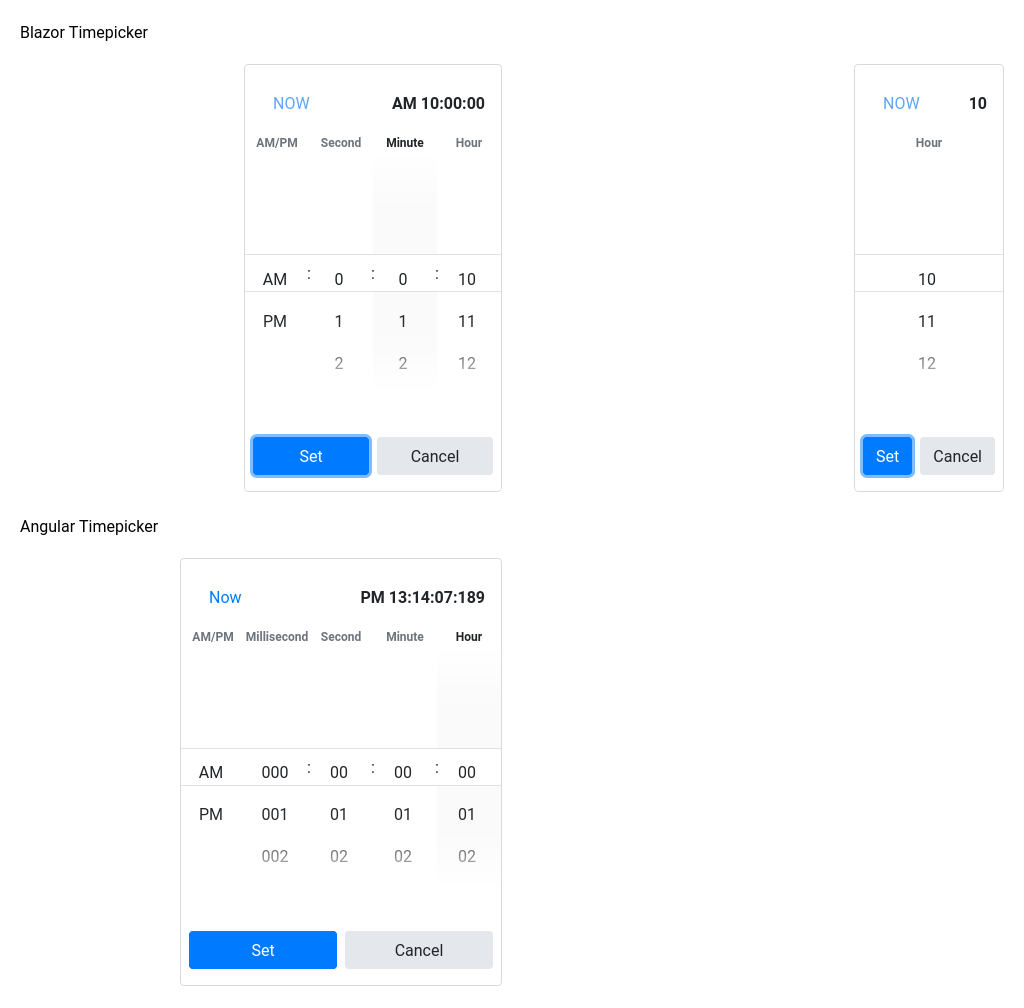 Blazor Timepicker
NOW AM 10:00:00
AM/PM Second Minute Hour
AM : 0 : 0 : 10
PM 1 1 11
2 2 12
Set Cancel
NOW 10
Hour
10
11
12
Set Cancel
Angular Timepicker
Now PM 13:14:07:189
AM/PM Millisecond Second Minute Hour
AM 000 : 00 : 00 : 00
PM 001 01 01 01
002 02 02 02
Set Cancel